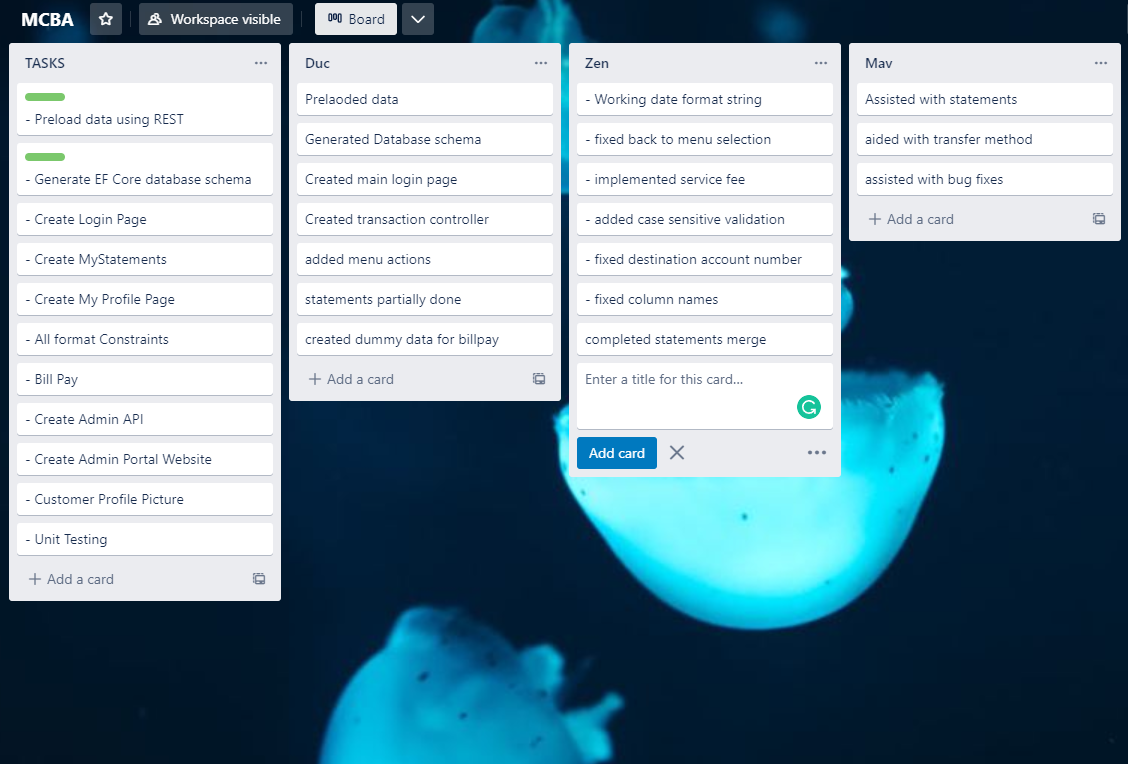 MCBA
Workspace visible
Board
TASKS
- Preload data using REST
- Generate EF Core database schema
- Create Login Page
- Create MyStatements
- Create My Profile Page
- All format Constraints
- Bill Pay
- Create Admin API
- Create Admin Portal Website
- Customer Profile Picture
- Unit Testing
+ Add a card
Duc
Prelaoded data
Generated Database schema
Created main login page
Created transaction controller
added menu actions
statements partially done
created dummy data for billpay
+ Add a card
Zen
- Working date format string
- fixed back to menu selection
- implemented service fee
- added case sensitive validation
- fixed destination account number
- fixed column names
completed statements merge
Enter a title for this card...
Add card
Mav
Assisted with statements
aided with transfer method
assisted with bug fixes
+ Add a card